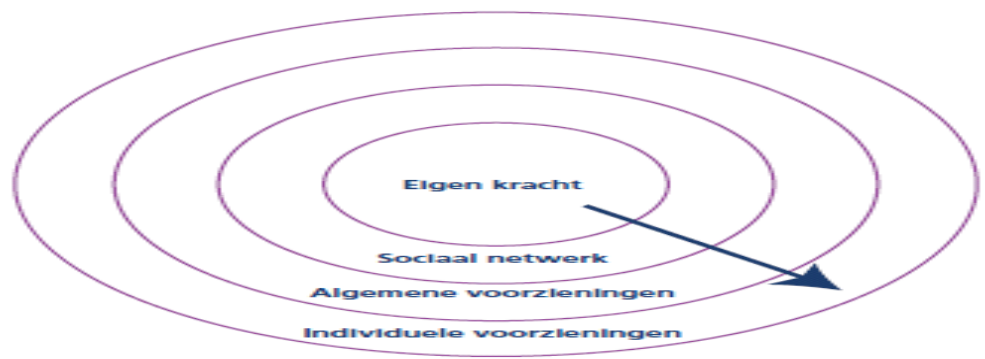 Eigen kracht
Sociaal netwerk
Algemene voorzieningen
Individuele voorzieningen